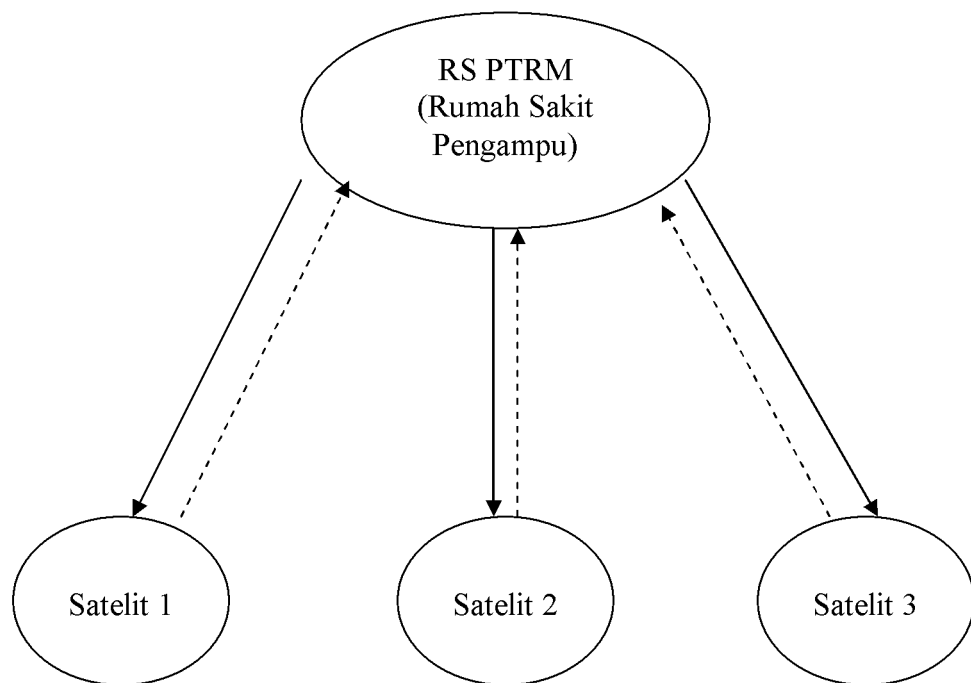 RS PTRM
(Rumah Sakit
Pengampu)
Satelit 1
Satelit 2
Satelit 3